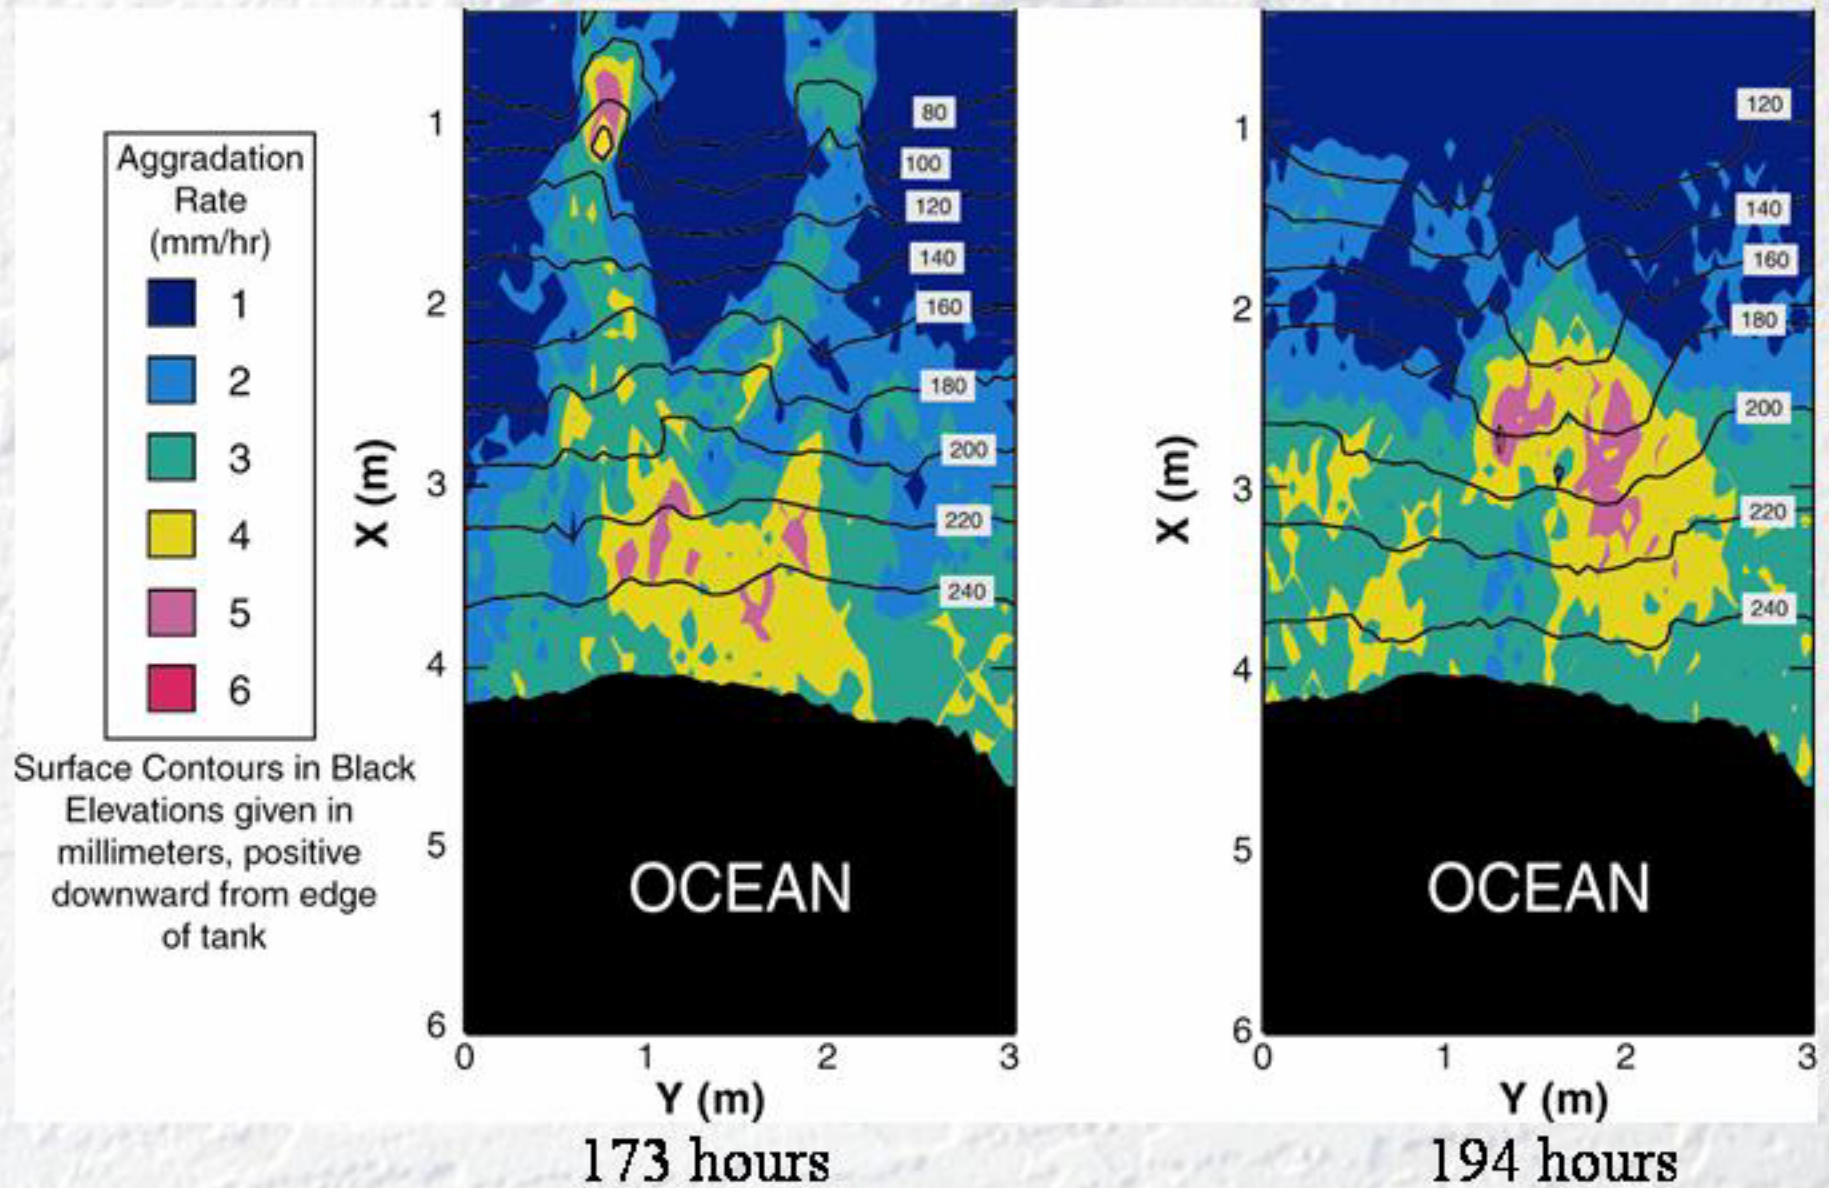 Aggradation
Rate
(mm/hr)
1
2
3
4
5
6
Surface Contours in Black
Elevations given in
millimeters, positive
downward from edge
of tank
X (m)
1
2
3
4
5
6
80
100
120
140
160
180
200
220
240
OCEAN
0 1 2 3
Y (m)
173 hours
X (m)
1
2
3
4
5
6
120
140
160
180
200
220
240
OCEAN
0 1 2 3
Y (m)
194 hours